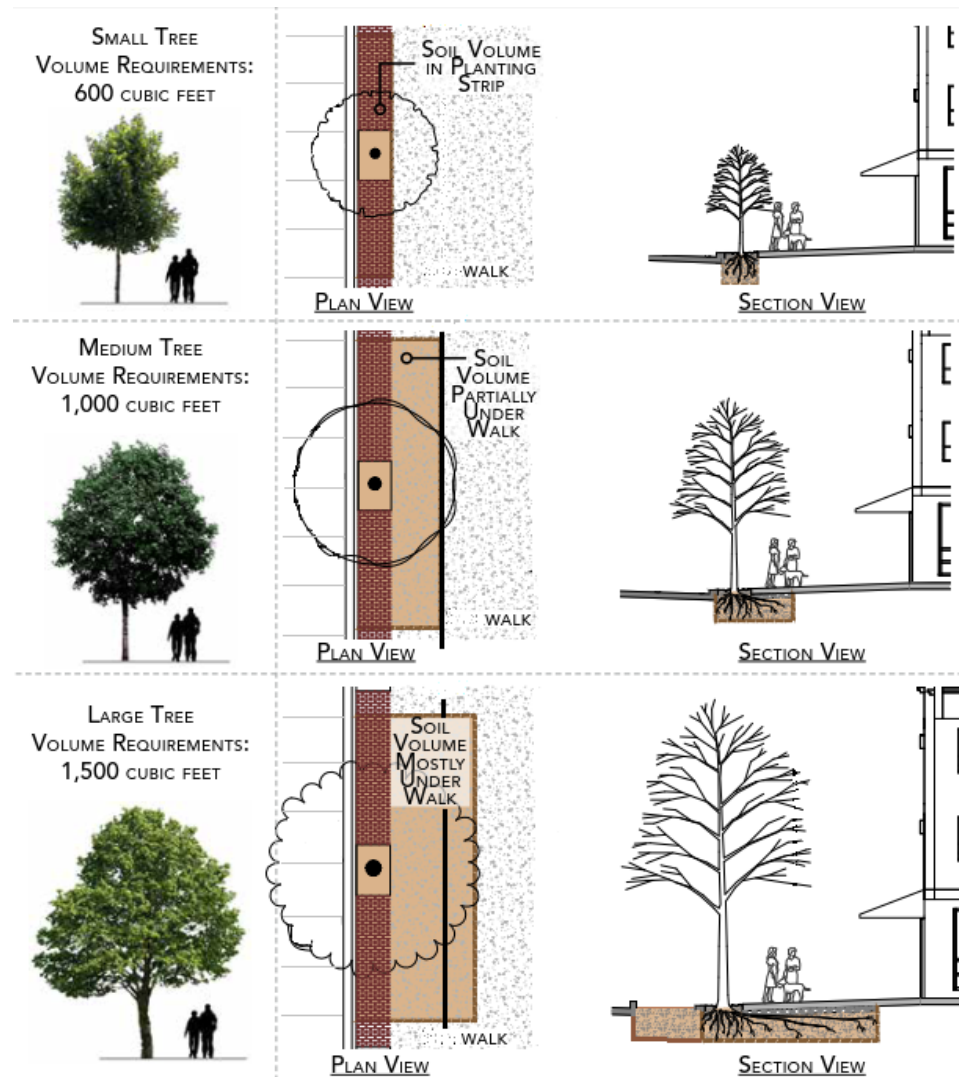 Small Tree
Volume Requirements:
600 cubic feet
Soil Volume
in Planting
Strip
walk
Plan View
Section View
Medium Tree
Volume Requirements:
1,000 cubic feet
Soil
Volume
Partially
Under
Walk
walk
Plan View
Section View
Large Tree
Volume Requirements:
1,500 cubic feet
Soil
Volume
Mostly
Under
Walk
walk
Plan View
Section View